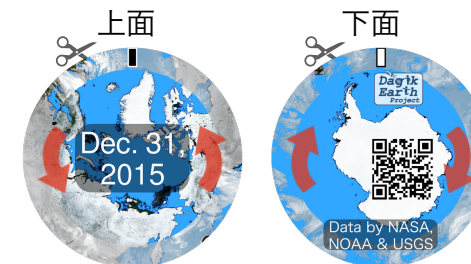 上面
下面
Dec. 31
2015
Dagik
Earth
Project
Data by NASA,
NOAA & USGS